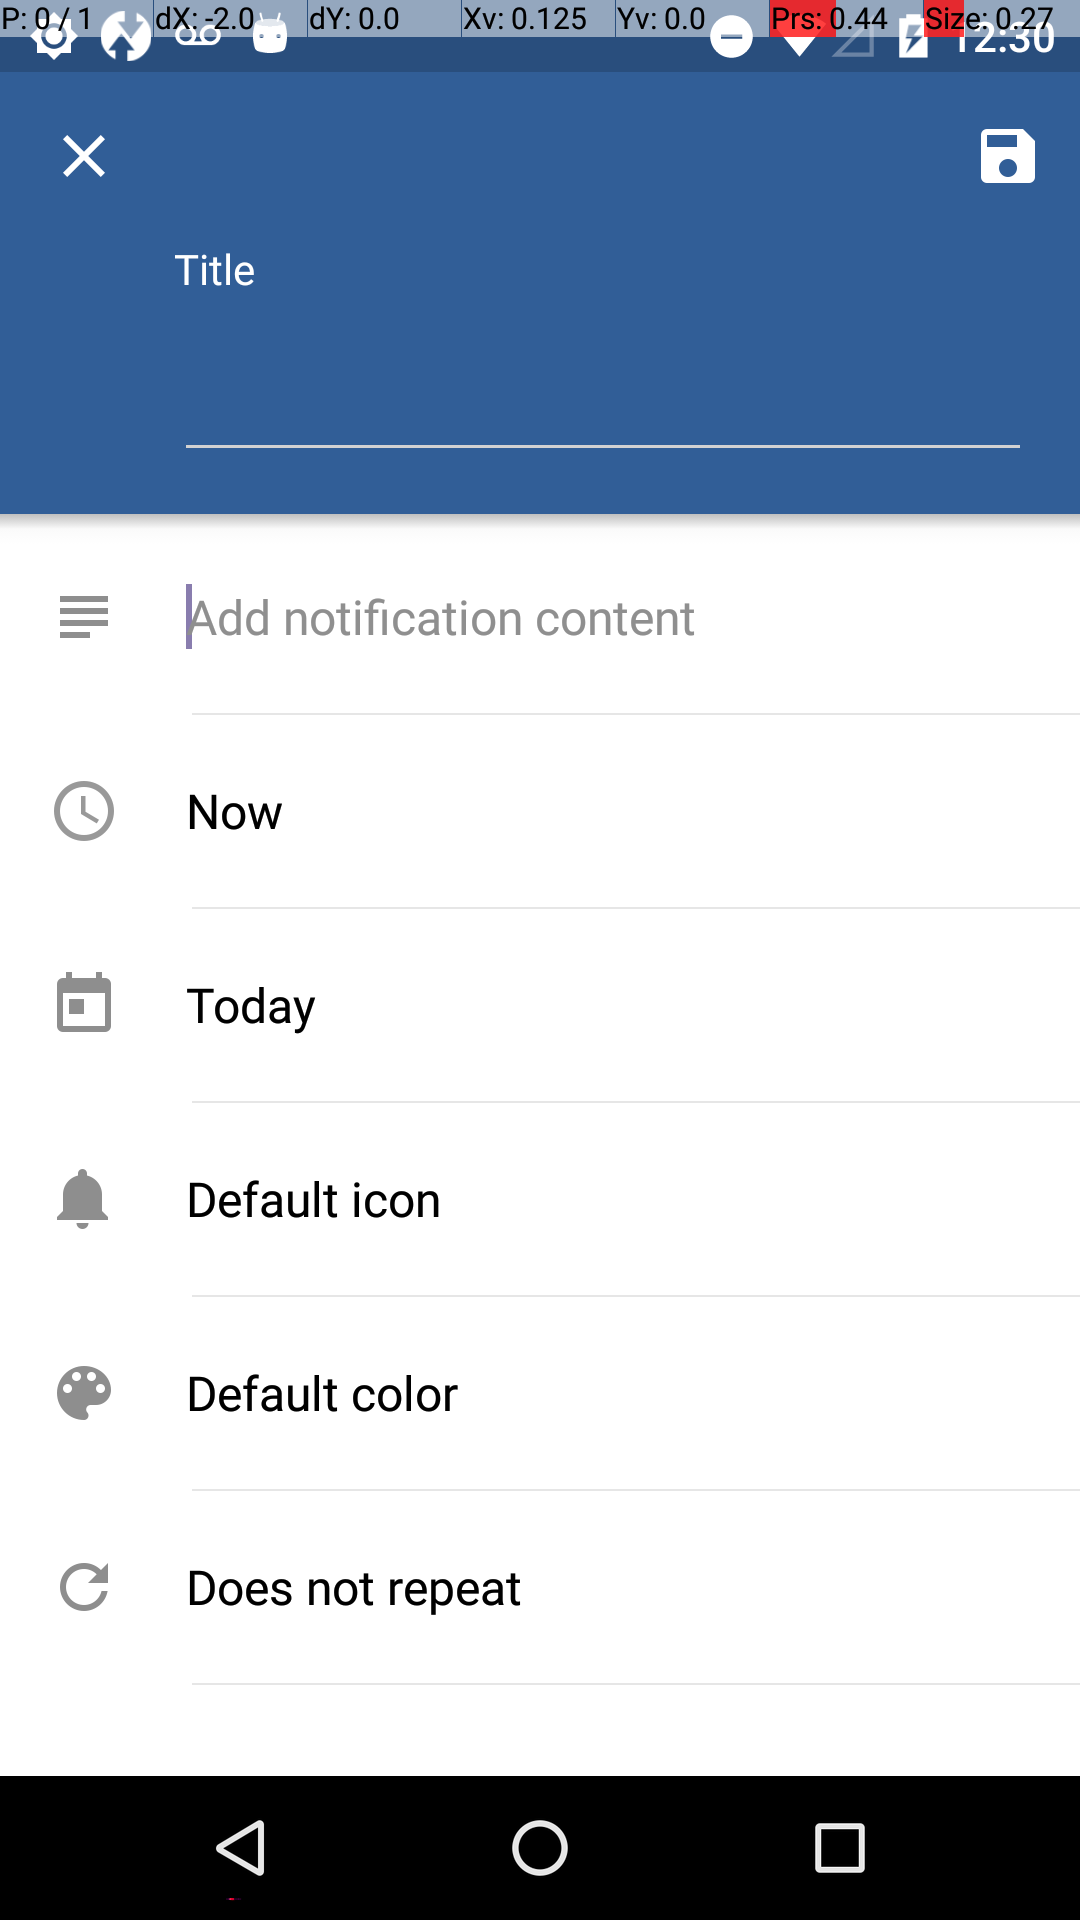 P: 0 / 1 dX: -2.0 dY: 0.0 Xv: 0.125 Yv: 0.0 Prs: 0.44 Size: 0.27
12:30
Title
Add notification content
Now
Today
Default icon
Default color
Does not repeat